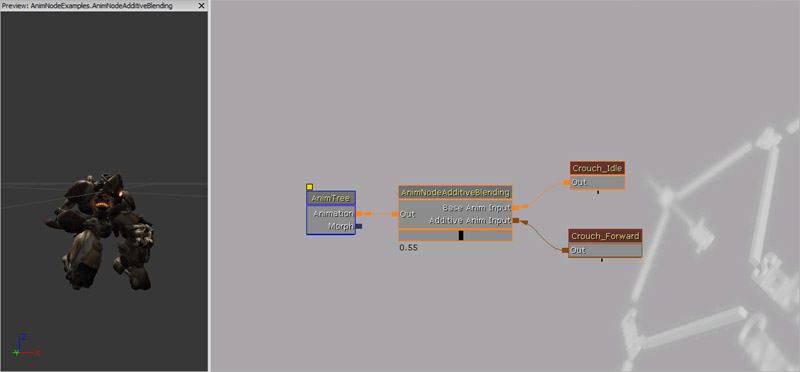 Preview: AnimNodeExamples.AnimNodeAdditiveBlending
AnimTree
Animation
Morph
AnimNodeAdditiveBlending
Out
Base Anim Input
Additive Anim Input
0.55
Crouch_Idle
Out
Crouch_Forward
Out
Z
Y
X